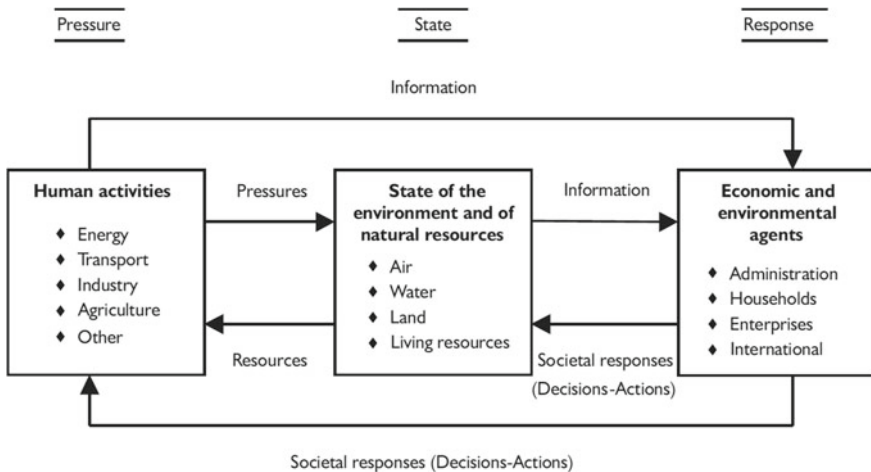 Pressure
State
Response
Information
Human activities
♦ Energy
♦ Transport
♦ Industry
♦ Agriculture
♦ Other
Pressures
Resources
State of the
environment and of
natural resources
♦ Air
♦ Water
♦ Land
♦ Living resources
Information
Societal responses
(Decisions-Actions)
Economic and
environmental
agents
♦ Administration
♦ Households
♦ Enterprises
♦ International
Societal responses (Decisions-Actions)